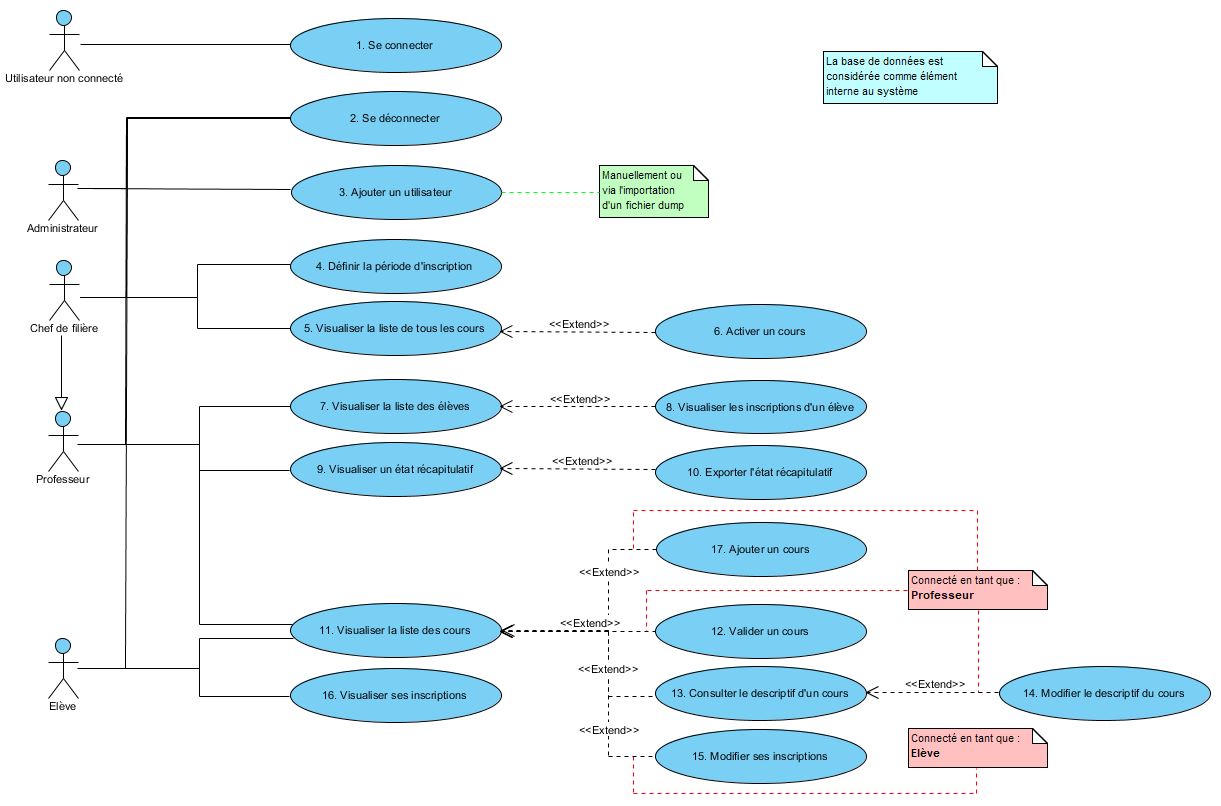 1. Se connecter
Utilisateur non connecté
La base de données est
considérée comme élément
interne au système
2. Se déconnecter
3. Ajouter un utilisateur
Manuellement ou
via l'importation
d'un fichier dump
Administrateur
4. Définir la période d'inscription
Chef de filière
5. Visualiser la liste de tous les cours
<<Extend>>
6. Activer un cours
7. Visualiser la liste des élèves
<<Extend>>
8. Visualiser les inscriptions d'un élève
Professeur
9. Visualiser un état récapitulatif
<<Extend>>
10. Exporter l'état récapitulatif
17. Ajouter un cours
<<Extend>>
Connecté en tant que :
Professeur
11. Visualiser la liste des cours
<<Extend>>
12. Valider un cours
<<Extend>>
13. Consulter le descriptif d'un cours
<<Extend>>
14. Modifier le descriptif du cours
16. Visualiser ses inscriptions
Elève
<<Extend>>
15. Modifier ses inscriptions
Connecté en tant que :
Elève